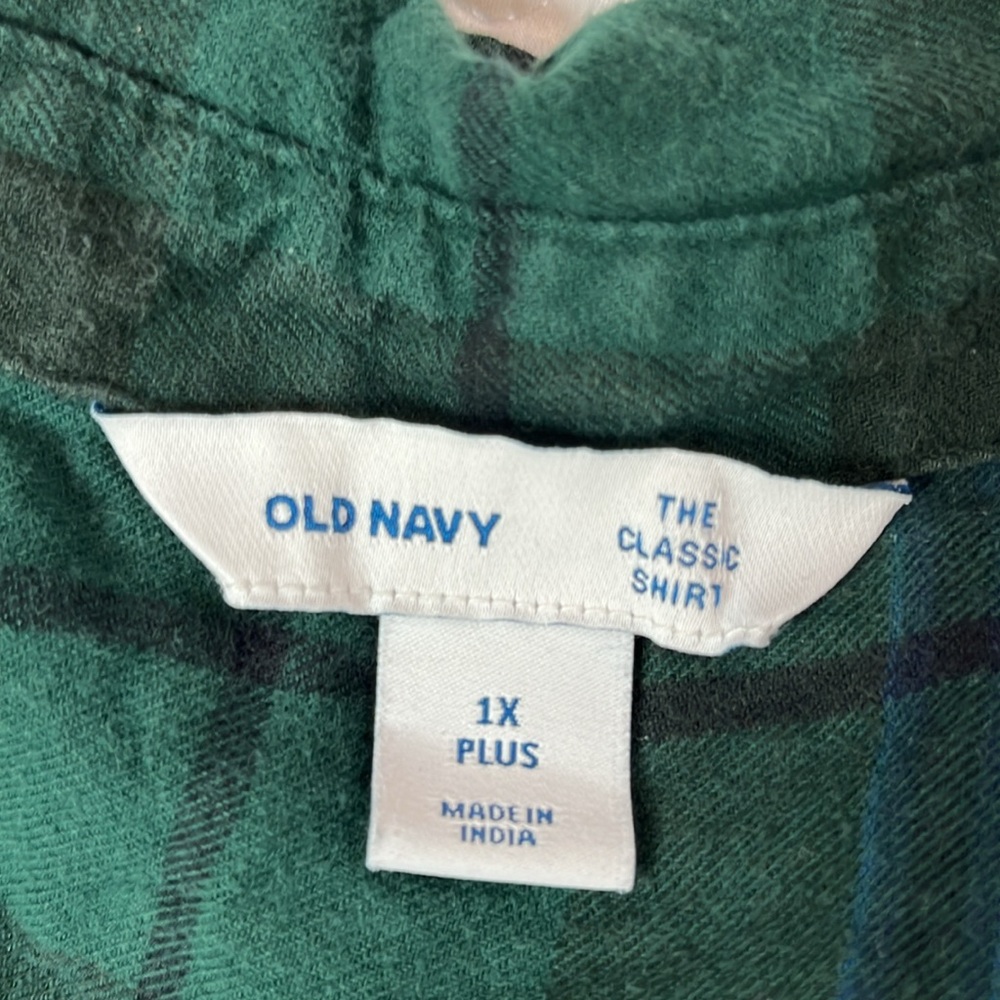 OLD NAVY
THE
CLASSIC
SHIRT
1X
PLUS
MADE IN
INDIA